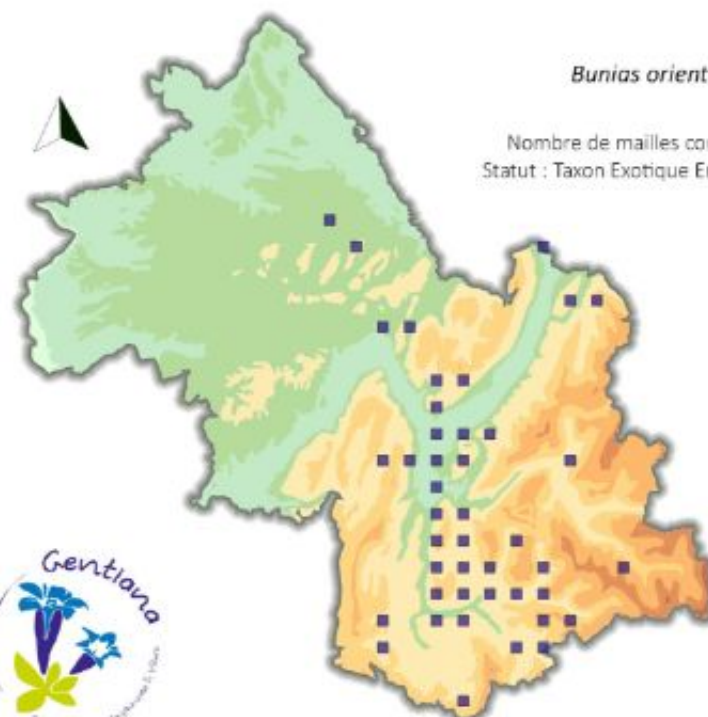 Bunias orient
Nombre de mailles co
Statut : Taxon Exotique E
Gentiana